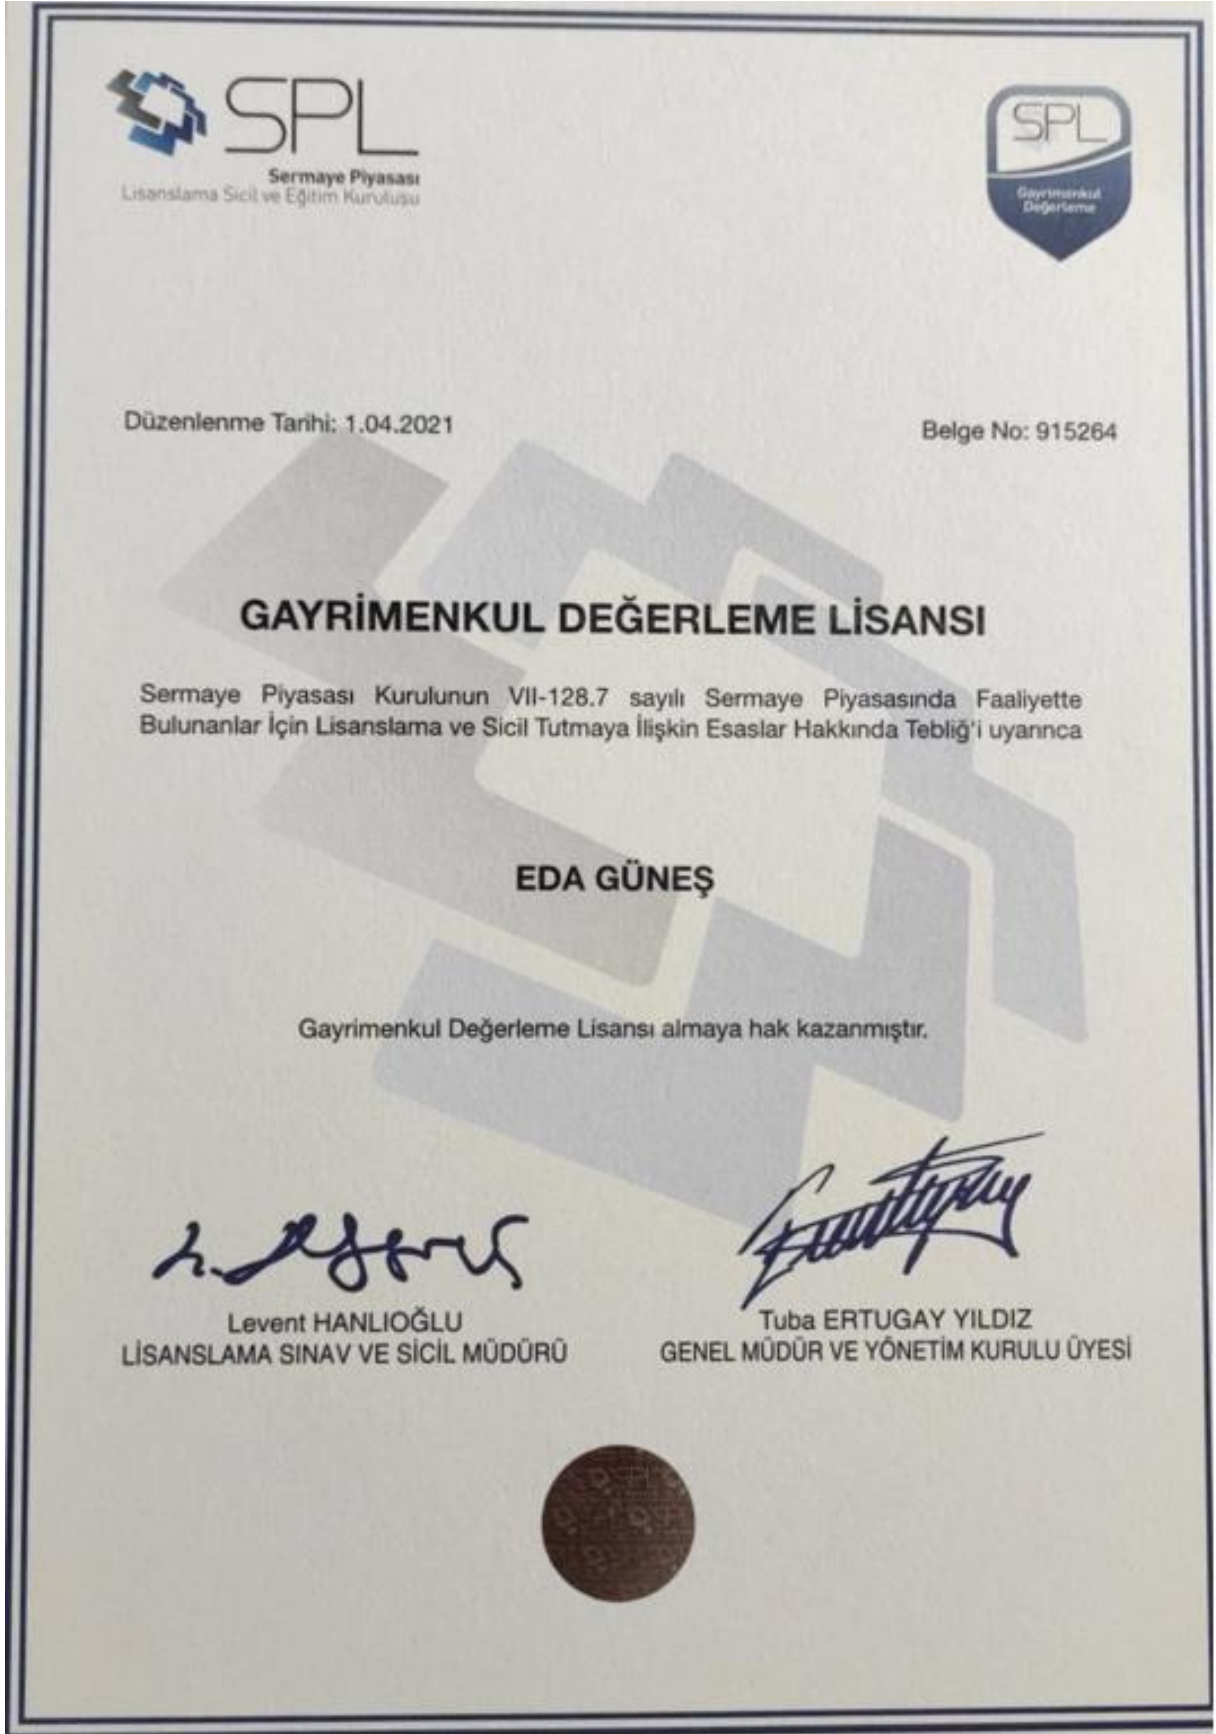 SPL
Sermaye Piyasası
Lisanslama Sicil ve Eğitim Kuruluşu
SPL
Gayrimenkul
Değerleme
Düzenlenme Tarihi: 1.04.2021
Belge No: 915264
GAYRİMENKUL DEĞERLEME LİSANSI
Sermaye Piyasası Kurulunun VII-128.7 sayılı Sermaye Piyasasında Faaliyette
Bulunanlar İçin Lisanslama ve Sicil Tutmaya İlişkin Esaslar Hakkında Tebliğ'i uyarınca
EDA GÜNEŞ
Gayrimenkul Değerleme Lisansı almaya hak kazanmıştır.
Levent HANLIOĞLU
LİSANSLAMA SINAV VE SİCİL MÜDÜRÜ
Tuba ERTUGAY YILDIZ
GENEL MÜDÜR VE YÖNETİM KURULU ÜYESİ
SPL